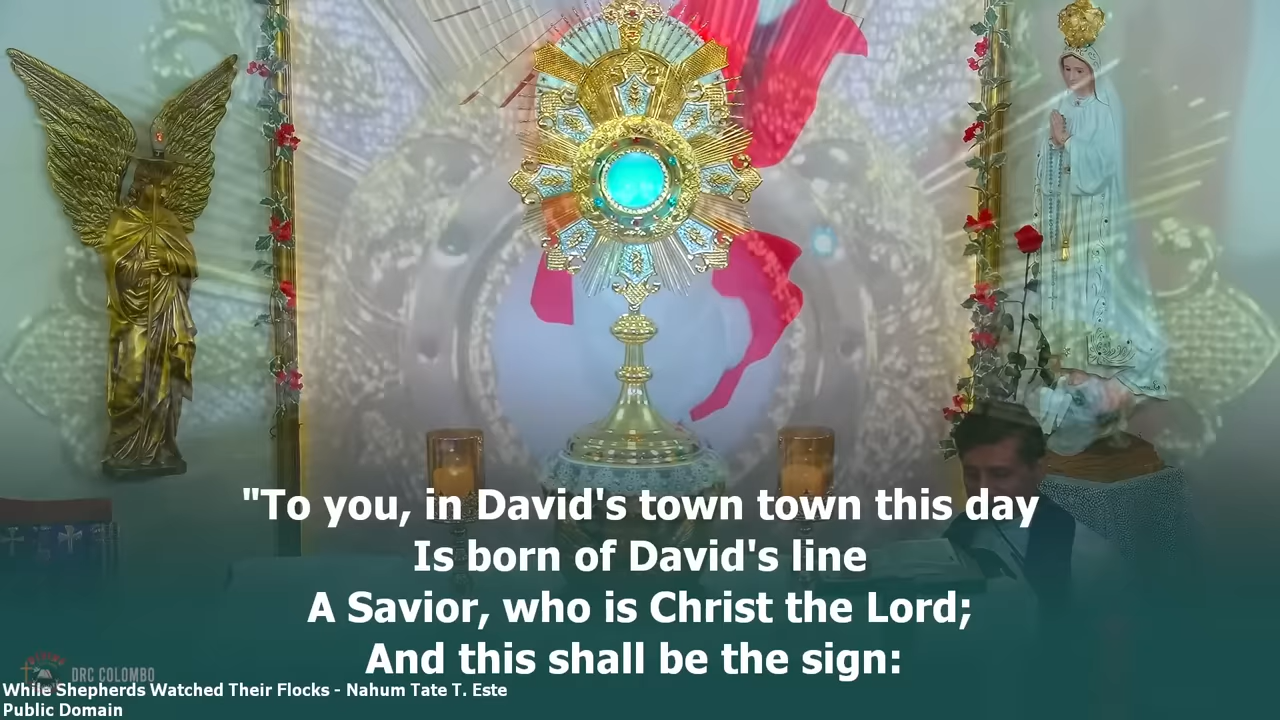 "To you, in David's town town this day
Is born of David's line
A Savior, who is Christ the Lord;
And this shall be the sign:
DRC COLOMBO
While Shepherds Watched Their Flocks - Nahum Tate T. Este
Public Domain